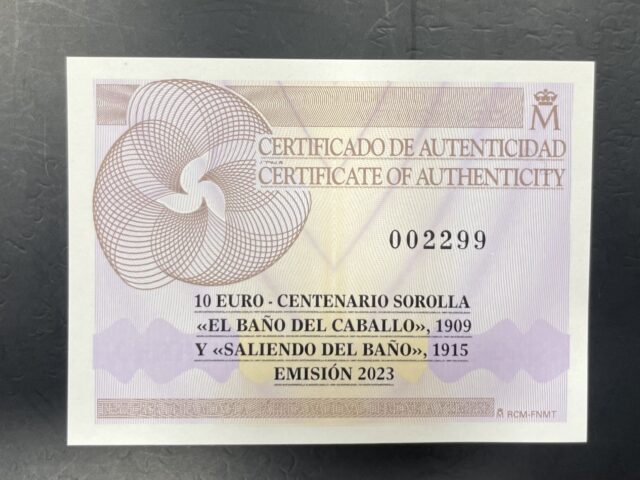 M
CERTIFICADO DE AUTENTICIDAD
CERTIFICATE OF AUTHENTICITY
002299
10 EURO - CENTENARIO SOROLLA
«EL BAÑO DEL CABALLO», 1909
Y «SALIENDO DEL BAÑO», 1915
EMISIÓN 2023
M RCM-FNMT